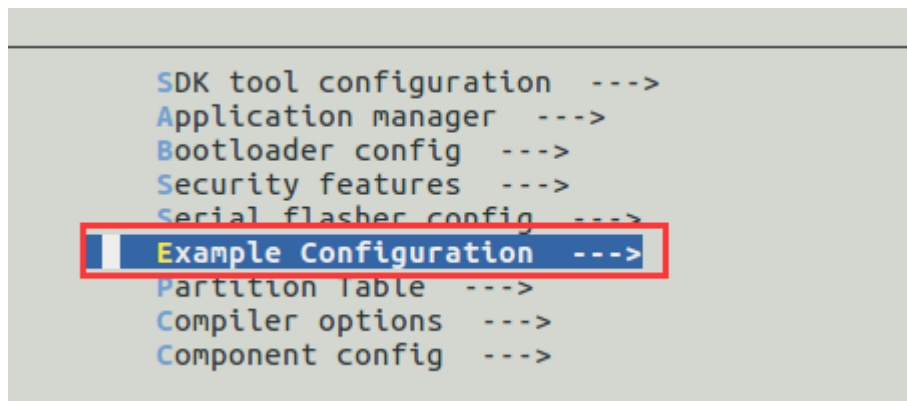 SDK tool configuration  --->
Application manager  --->
Bootloader config  --->
Security features  --->
Serial flasher config  --->
Example Configuration  --->
Partition Table  --->
Compiler options  --->
Component config  --->